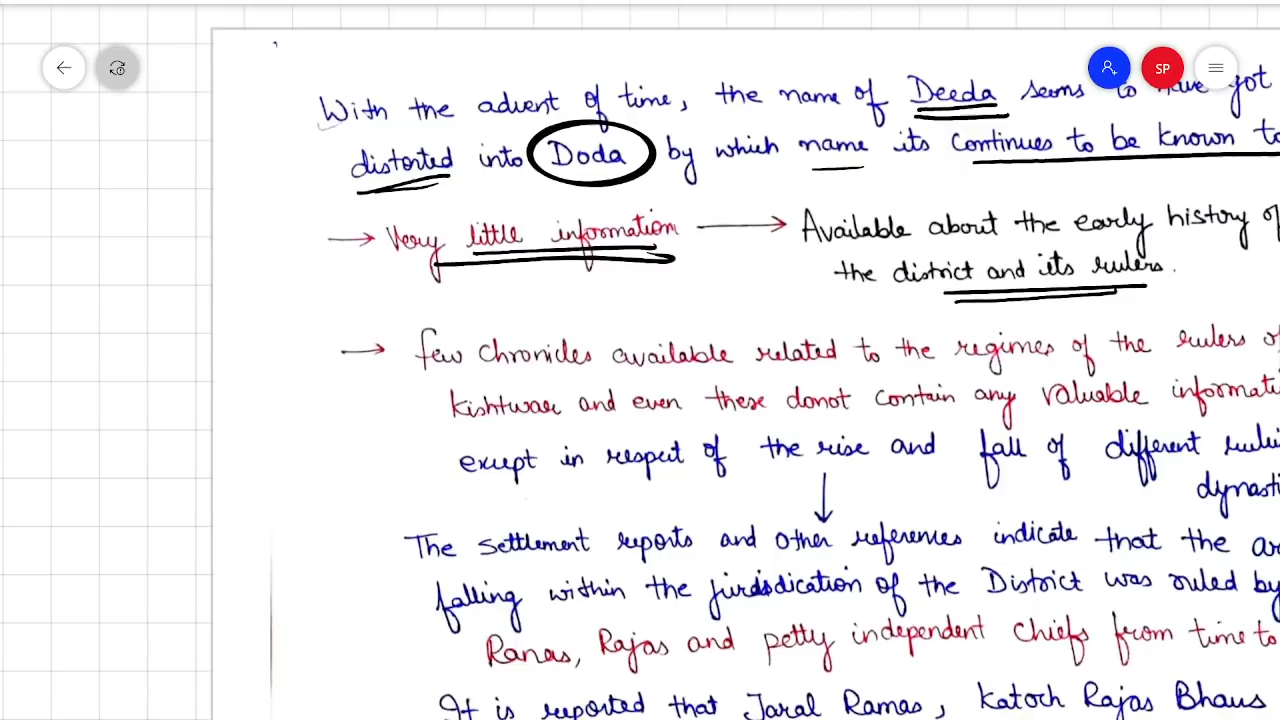 SP
With the advent of time, the name of Deeda seems to have got
distorted into Doda by which name its continues to be known to
→ Very little information → Available about the early history of
the district and its rulers.
→ few chronicles available related to the regimes of the rulers of
Kishtwar and even these donot contain any valuable informati
except in respect of the rise and fall of different ruli
dynasti
The settlement reports and other references indicate that the ar
falling within the jurdsdication of the District was ruled by
Ranas, Rajas and petty independent chiefs from time to
It is reported that Jaral Ranas, Katoch Rajas Bhaus